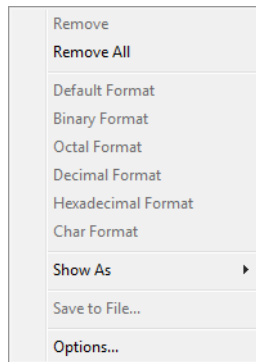 Remove
Remove All
Default Format
Binary Format
Octal Format
Decimal Format
Hexadecimal Format
Char Format
Show As
Save to File...
Options...